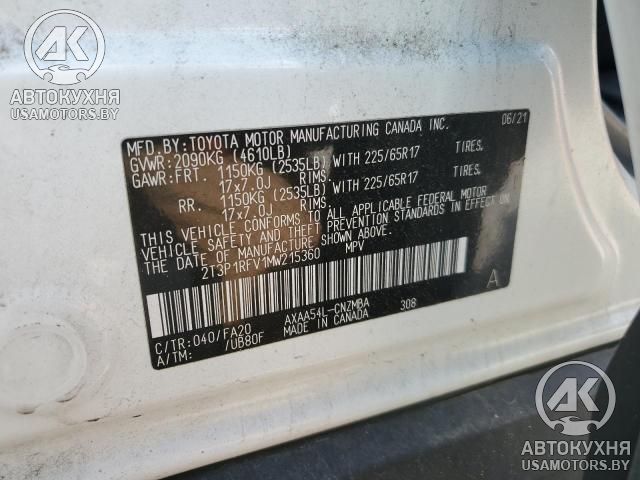 АК
АВТОКУХНЯ
USAMOTORS.BY
MFD.BY:TOYOTA MOTOR MANUFACTURING CANADA INC. 06/21
GVWR:2090KG (4610LB)
GAWR:FRT. 1150KG (2535LB) WITH 225/65R17 TIRES.
17x7.0J RIMS.
RR. 1150KG (2535LB) WITH 225/65R17 TIRES.
17x7.0J RIMS.
THIS VEHICLE CONFORMS TO ALL APPLICABLE FEDERAL MOTOR
VEHICLE SAFETY AND THEFT PREVENTION STANDARDS IN EFFECT
ON THE DATE OF MANUFACTURE SHOWN ABOVE.
2T3P1RFV1MW215360 MPV
A
C/TR:040/FA20 AXAA54L-CNZMBA 308
A/TM: /UB80F MADE IN CANADA
АК
АВТОКУХНЯ
USAMOTORS.BY